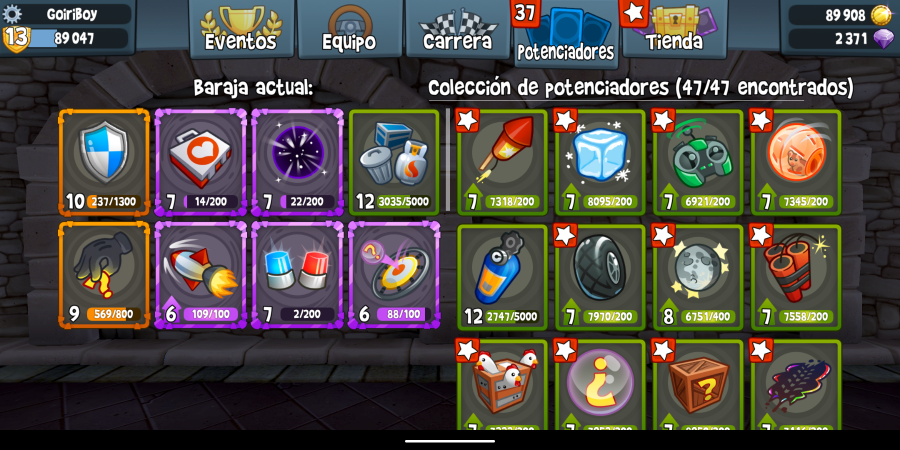 GoiriBoy
13
89 047
Eventos
Equipo
Carrera
37
Potenciadores
Tienda
89 908
2 371
Baraja actual:
Colección de potenciadores (47/47 encontrados)
10 237/1300
7 14/200
7 22/200
12 3035/5000
7 7318/200
7 8095/200
7 6921/200
7 7345/200
9 569/800
6 109/100
7 2/200
6 88/100
12 2747/5000
7 7970/200
8 6751/400
7 7558/200